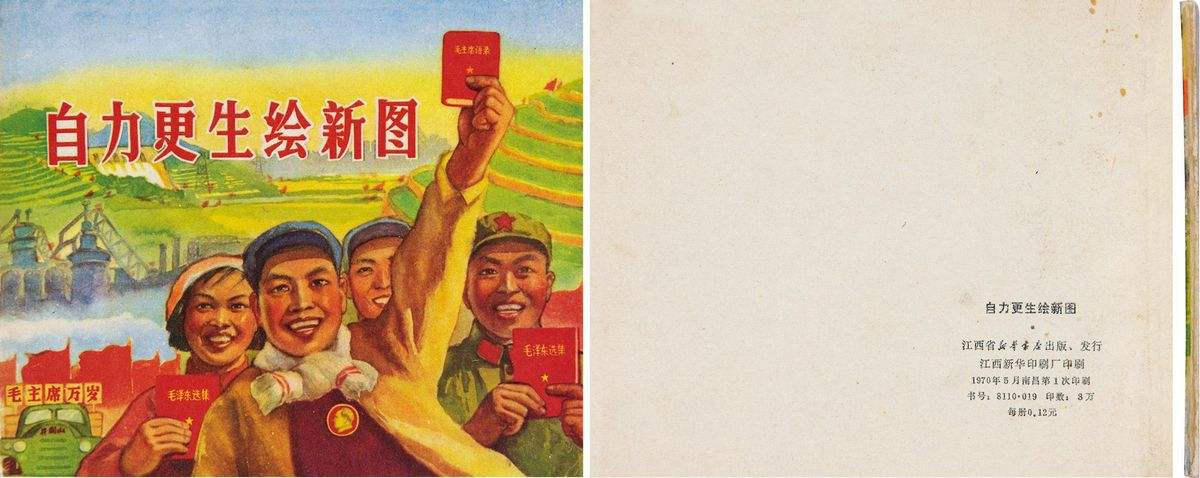 毛主席语录
自力更生绘新图
毛泽东选集
毛泽东选集
毛主席万岁
井冈山
自力更生绘新图
江西省新华书店出版、发行
江西新华印刷厂印刷
1970年5月南昌第1次印刷
书号：8110·019 印数：3万
每册0.12元